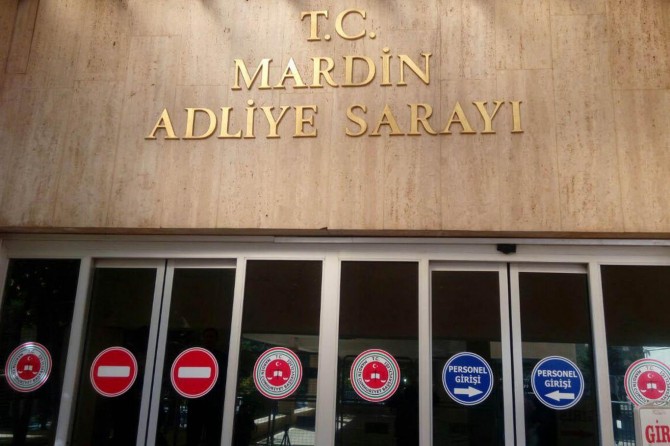 T.C.
MARDİN
ADLİYE SARAYI
PERSONEL
GİRİŞİ
PERSONEL
GİRİŞİ